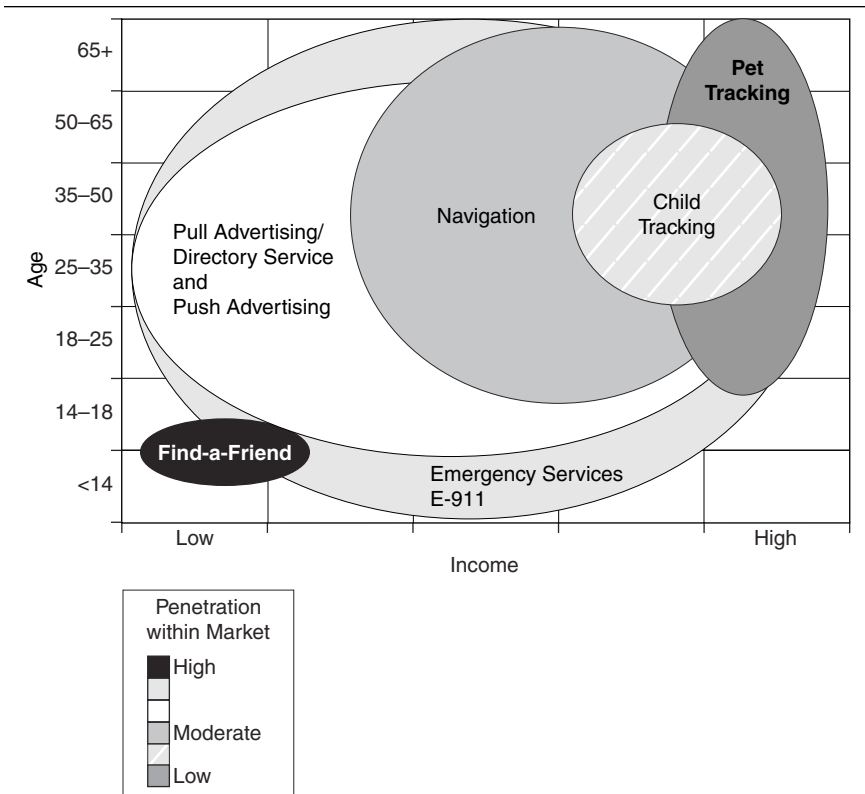 65+
50–65
35–50
25–35
18–25
14–18
<14
Age
Pet
Tracking
Child
Tracking
Navigation
Pull Advertising/
Directory Service
and
Push Advertising
Find-a-Friend
Emergency Services
E-911
Low
High
Income
Penetration
within Market
High
Moderate
Low